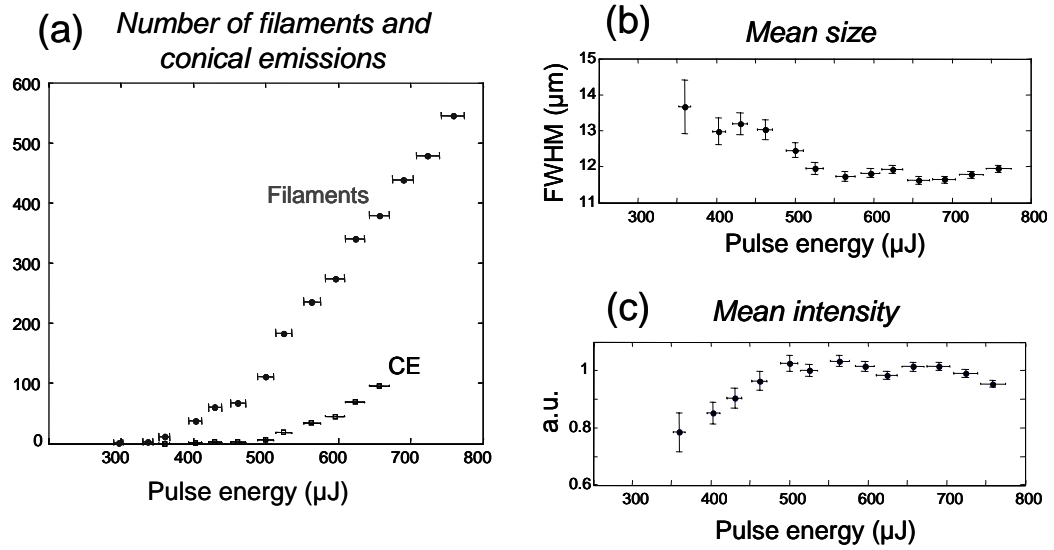 (a)
Number of filaments and
conical emissions
600
500
400
300
200
100
0
Filaments
CE
300 400 500 600 700 800
Pulse energy (µJ)
(b)
Mean size
FWHM (µm)
15
14
13
12
11
300 400 500 600 700 800
Pulse energy (µJ)
(c)
Mean intensity
a.u.
1
0.8
0.6
300 400 500 600 700 800
Pulse energy (µJ)